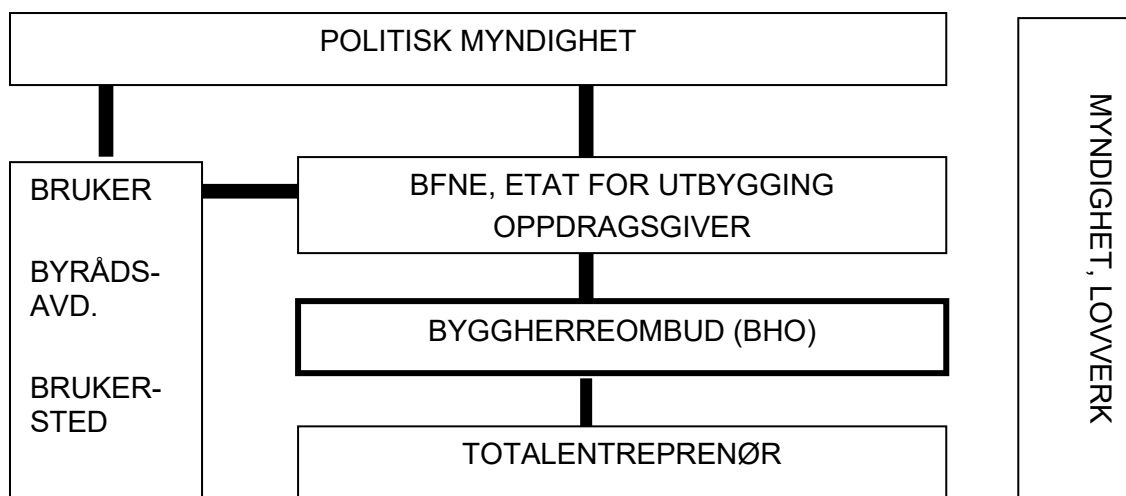 POLITISK MYNDIGHET
BRUKER
BYRÅDS-
AVD.
BRUKER-
STED
BFNE, ETAT FOR UTBYGGING
OPPDRAGSGIVER
BYGGHERREOMBUD (BHO)
TOTALENTREPRENØR
MYNDIGHET, LOVVERK